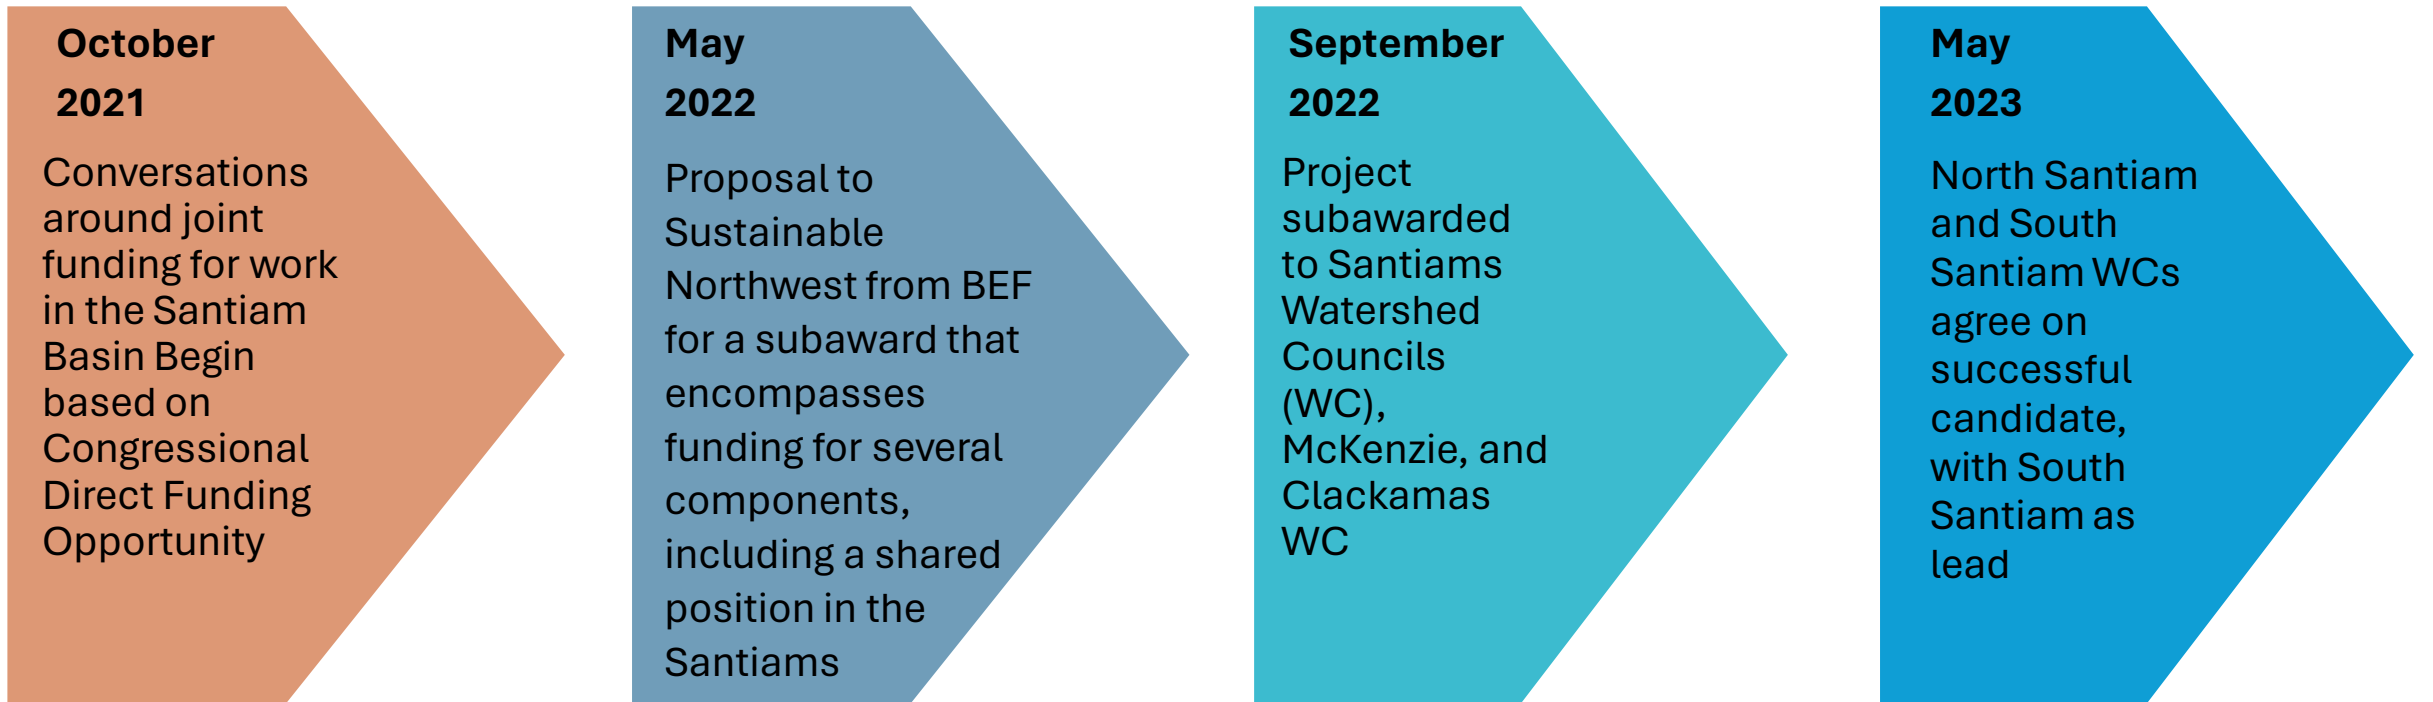 October
2021
Conversations
around joint
funding for work
in the Santiam
Basin Begin
based on
Congressional
Direct Funding
Opportunity
May
2022
Proposal to
Sustainable
Northwest from BEF
for a subaward that
encompasses
funding for several
components,
including a shared
position in the
Santiams
September
2022
Project
subawarded
to Santiams
Watershed
Councils
(WC),
McKenzie, and
Clackamas
WC
May
2023
North Santiam
and South
Santiam WCs
agree on
successful
candidate,
with South
Santiam as
lead